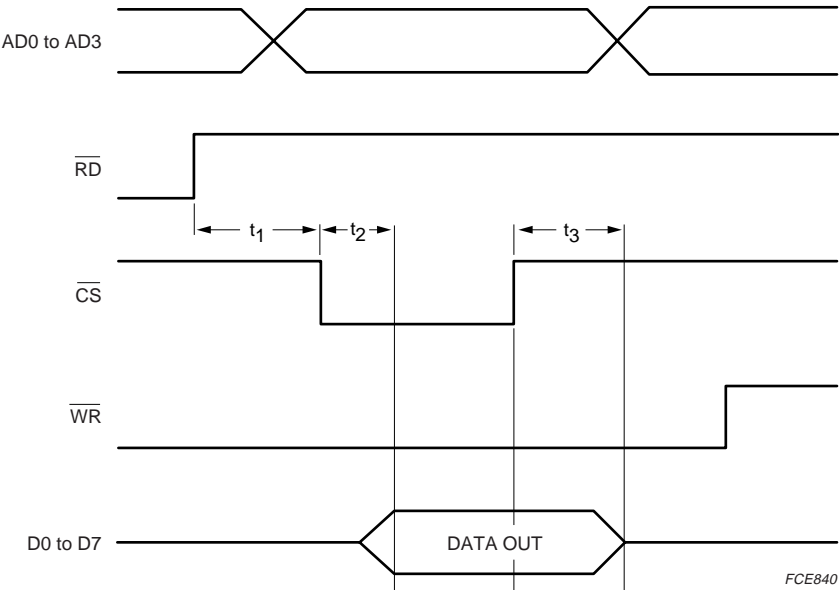 AD0 to AD3
RD
t1 t2 t3
CS
WR
D0 to D7 DATA OUT
FCE840